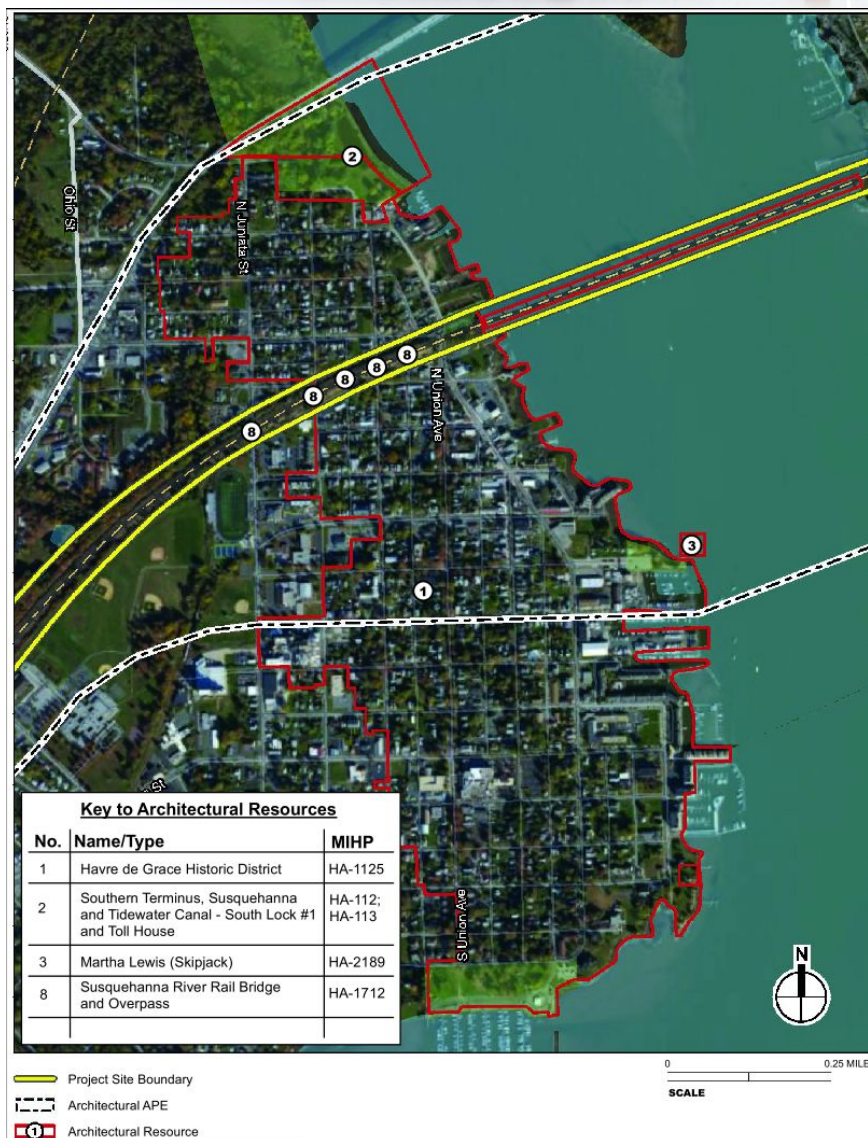 Ohio St
2
N Juniata St
8
8
8
8
8
N Union Ave
3
1
St
S Union Ave
Key to Architectural Resources
No. Name/Type MIHP
1 Havre de Grace Historic District HA-1125
2 Southern Terminus, Susquehanna and Tidewater Canal - South Lock #1 and Toll House HA-112; HA-113
3 Martha Lewis (Skipjack) HA-2189
8 Susquehanna River Rail Bridge and Overpass HA-1712
N
0 0.25 MILE
SCALE
Project Site Boundary
Architectural APE
1 Architectural Resource